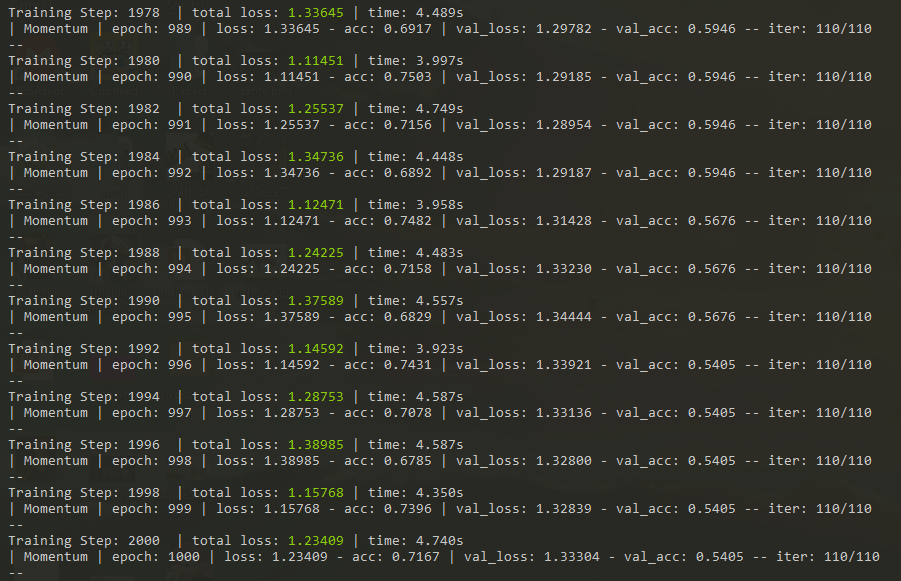 Training Step: 1978  | total loss: 1.33645 | time: 4.489s
| Momentum | epoch: 989 | loss: 1.33645 - acc: 0.6917 | val_loss: 1.29782 - val_acc: 0.5946 -- iter: 110/110
--
Training Step: 1980  | total loss: 1.11451 | time: 3.997s
| Momentum | epoch: 990 | loss: 1.11451 - acc: 0.7503 | val_loss: 1.29185 - val_acc: 0.5946 -- iter: 110/110
--
Training Step: 1982  | total loss: 1.25537 | time: 4.749s
| Momentum | epoch: 991 | loss: 1.25537 - acc: 0.7156 | val_loss: 1.28954 - val_acc: 0.5946 -- iter: 110/110
--
Training Step: 1984  | total loss: 1.34736 | time: 4.448s
| Momentum | epoch: 992 | loss: 1.34736 - acc: 0.6892 | val_loss: 1.29187 - val_acc: 0.5946 -- iter: 110/110
--
Training Step: 1986  | total loss: 1.12471 | time: 3.958s
| Momentum | epoch: 993 | loss: 1.12471 - acc: 0.7482 | val_loss: 1.31428 - val_acc: 0.5676 -- iter: 110/110
--
Training Step: 1988  | total loss: 1.24225 | time: 4.483s
| Momentum | epoch: 994 | loss: 1.24225 - acc: 0.7158 | val_loss: 1.33230 - val_acc: 0.5676 -- iter: 110/110
--
Training Step: 1990  | total loss: 1.37589 | time: 4.557s
| Momentum | epoch: 995 | loss: 1.37589 - acc: 0.6829 | val_loss: 1.34444 - val_acc: 0.5676 -- iter: 110/110
--
Training Step: 1992  | total loss: 1.14592 | time: 3.923s
| Momentum | epoch: 996 | loss: 1.14592 - acc: 0.7431 | val_loss: 1.33921 - val_acc: 0.5405 -- iter: 110/110
--
Training Step: 1994  | total loss: 1.28753 | time: 4.587s
| Momentum | epoch: 997 | loss: 1.28753 - acc: 0.7078 | val_loss: 1.33136 - val_acc: 0.5405 -- iter: 110/110
--
Training Step: 1996  | total loss: 1.38985 | time: 4.587s
| Momentum | epoch: 998 | loss: 1.38985 - acc: 0.6785 | val_loss: 1.32800 - val_acc: 0.5405 -- iter: 110/110
--
Training Step: 1998  | total loss: 1.15768 | time: 4.350s
| Momentum | epoch: 999 | loss: 1.15768 - acc: 0.7396 | val_loss: 1.32839 - val_acc: 0.5405 -- iter: 110/110
--
Training Step: 2000  | total loss: 1.23409 | time: 4.740s
| Momentum | epoch: 1000 | loss: 1.23409 - acc: 0.7167 | val_loss: 1.33304 - val_acc: 0.5405 -- iter: 110/110
--